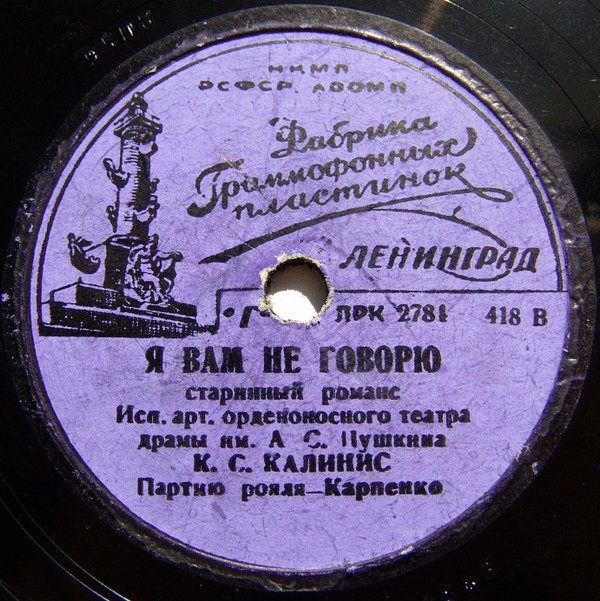 НКМП
РСФСР. ЛООМП
Фабрика
Граммофонных
пластинок
ЛЕНИНГРАД
Г ЛРК 2781 418 В
Я ВАМ НЕ ГОВОРЮ
старинный романс
Исп. арт. орденоносного театра
драмы им. А. С. Пушкина
К. С. КАЛИНИС
Партию рояля—Карпенко